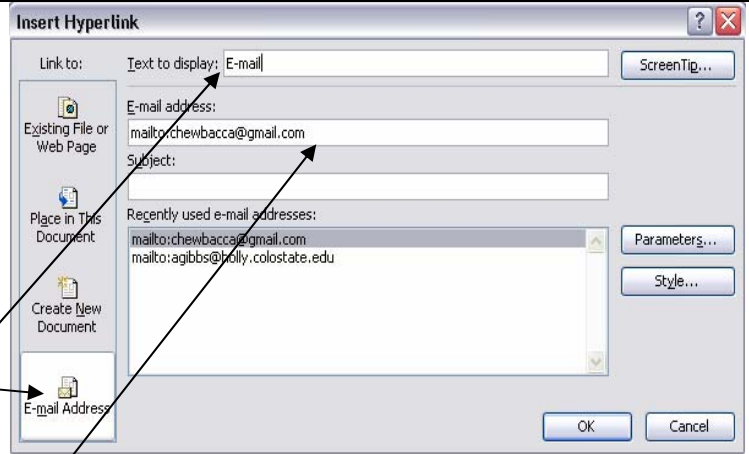 Insert Hyperlink
Link to:
Text to display: E-mail
ScreenTip...
Existing File or
Web Page
E-mail address:
mailto:chewbacca@gmail.com
Subject:
Place in This
Document
Recently used e-mail addresses:
mailto:chewbacca@gmail.com
mailto:agibbs@holly.colostate.edu
Parameters...
Style...
Create New
Document
E-mail Address
OK
Cancel